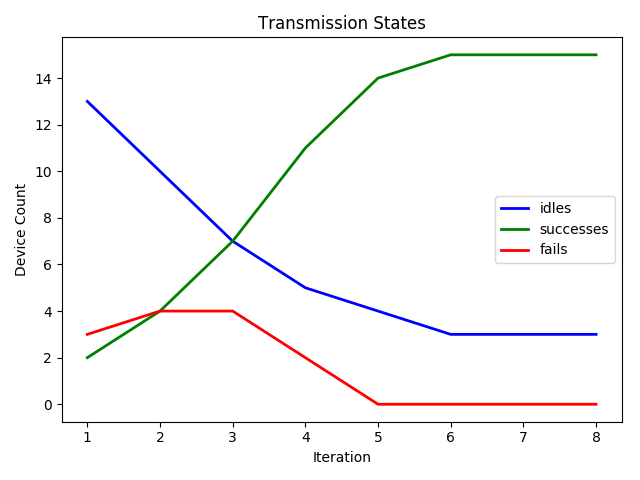 Transmission States
Device Count
14
12
10
8
6
4
2
0
idles
successes
fails
1 2 3 4 5 6 7 8
Iteration